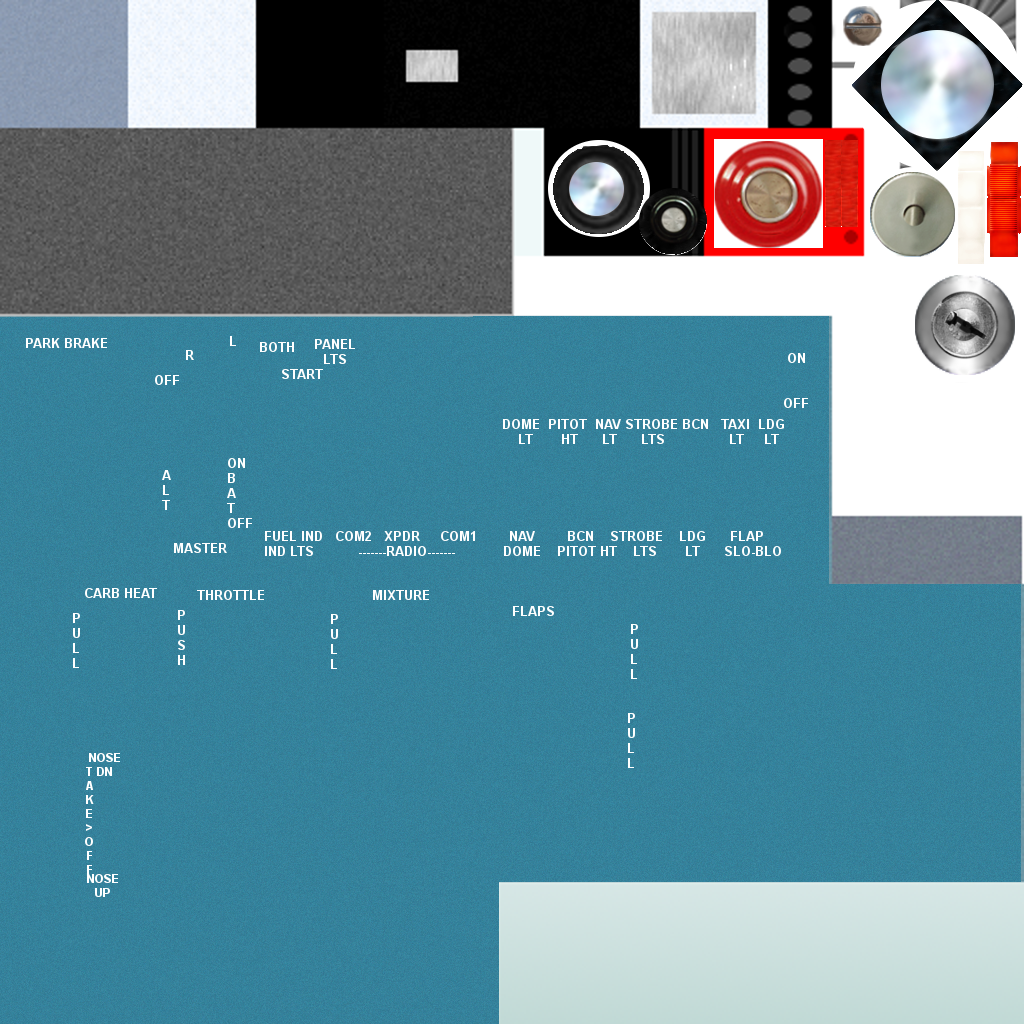 PARK BRAKE
R
L
BOTH
PANEL
LTS
START
OFF
ON
OFF
DOME PITOT NAV STROBE BCN TAXI LDG
LT HT LT LTS LT LT
A
L
T
ON
B
A
T
OFF
MASTER
FUEL IND COM2 XPDR COM1
IND LTS -------RADIO-------
NAV BCN STROBE LDG FLAP
DOME PITOT HT LTS LT SLO-BLO
CARB HEAT
THROTTLE
MIXTURE
FLAPS
P
U
L
L
P
U
S
H
P
U
L
L
P
U
L
L
P
U
L
L
NOSE
T DN
A
K
E
>
O
F
F
NOSE
UP